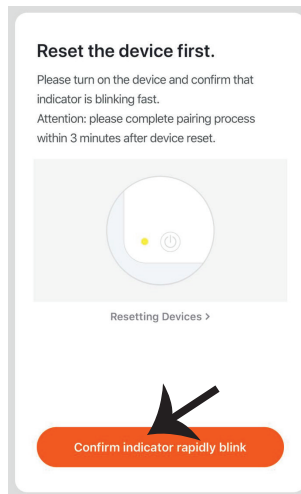 Reset the device first.
Please turn on the device and confirm that
indicator is blinking fast.
Attention: please complete pairing process
within 3 minutes after device reset.
Resetting Devices >
Confirm indicator rapidly blink